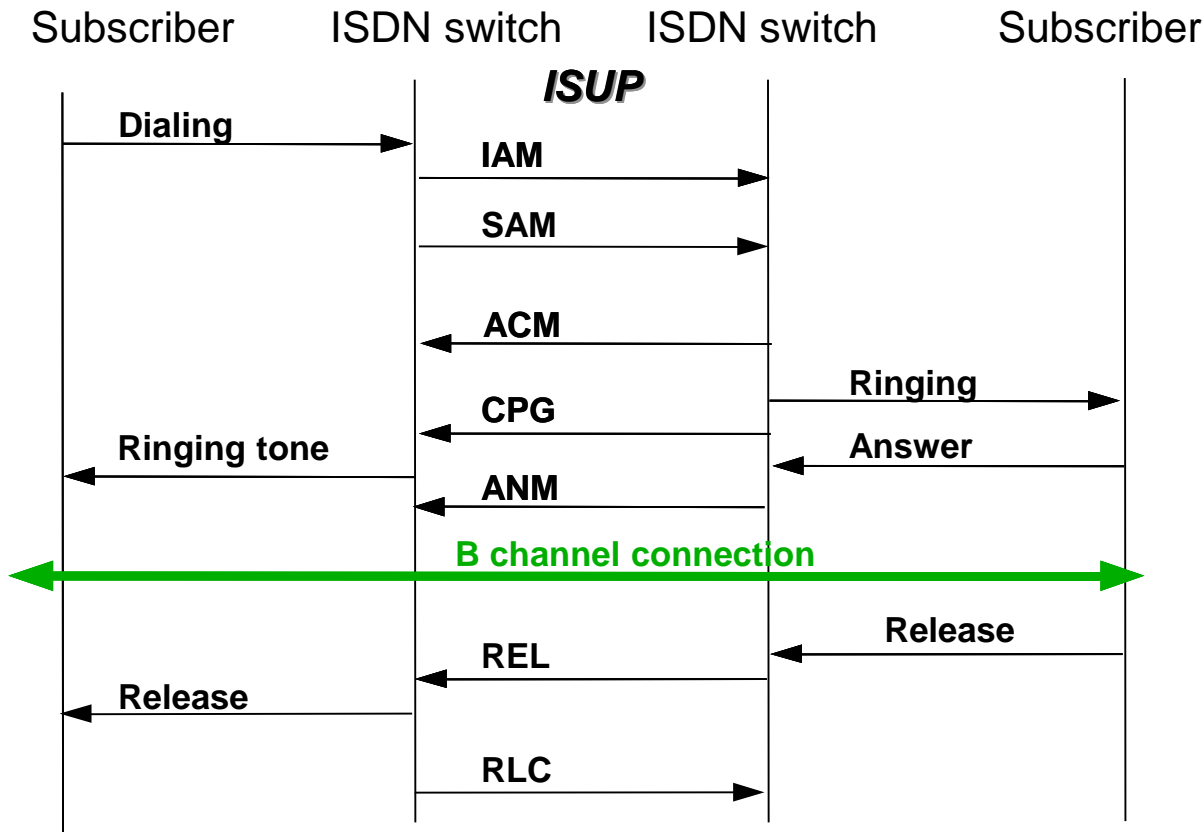 Subscriber ISDN switch ISDN switch Subscriber
ISUP
Dialing
IAM
SAM
ACM
Ringing
CPG
Answer
Ringing tone
ANM
B channel connection
Release
REL
Release
RLC